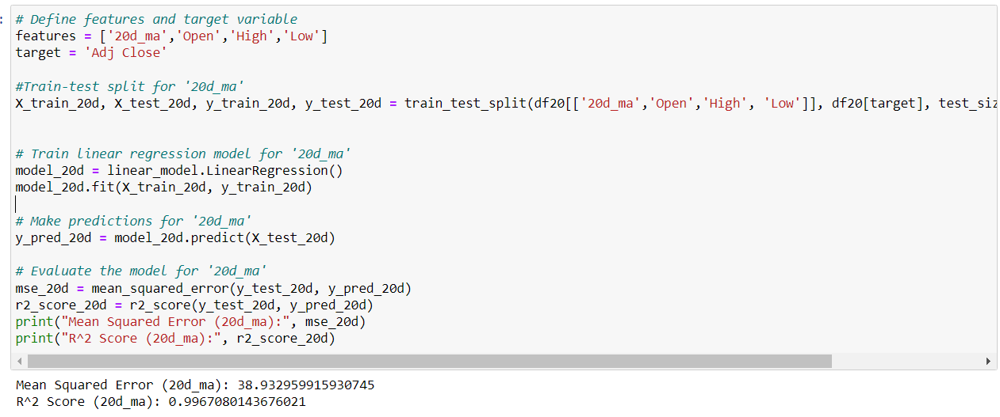 :
# Define features and target variable
features = ['20d_ma','Open','High','Low']
target = 'Adj Close'
#Train-test split for '20d_ma'
X_train_20d, X_test_20d, y_train_20d, y_test_20d = train_test_split(df20[['20d_ma','Open','High', 'Low']], df20[target], test_siz
# Train linear regression model for '20d_ma'
model_20d = linear_model.LinearRegression()
model_20d.fit(X_train_20d, y_train_20d)
# Make predictions for '20d_ma'
y_pred_20d = model_20d.predict(X_test_20d)
# Evaluate the model for '20d_ma'
mse_20d = mean_squared_error(y_test_20d, y_pred_20d)
r2_score_20d = r2_score(y_test_20d, y_pred_20d)
print("Mean Squared Error (20d_ma):", mse_20d)
print("R^2 Score (20d_ma):", r2_score_20d)
Mean Squared Error (20d_ma): 38.932959915930745
R^2 Score (20d_ma): 0.9967080143676021